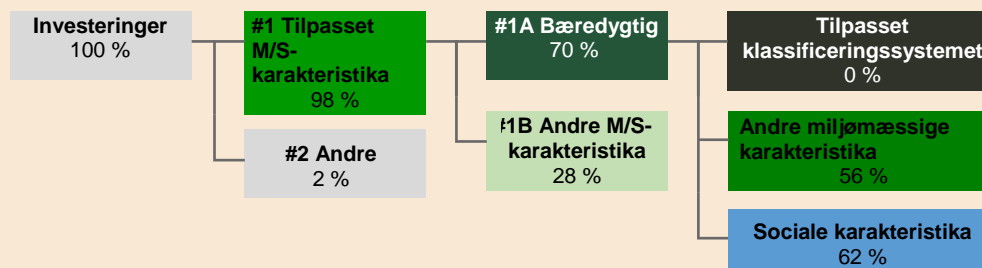 Investeringer
100 %
#1 Tilpasset
M/S-
karakteristika
98 %
#2 Andre
2 %
#1A Bæredygtig
70 %
#1B Andre M/S-
karakteristika
28 %
Tilpasset
klassificeringssystemet
0 %
Andre miljømæssige
karakteristika
56 %
Sociale karakteristika
62 %